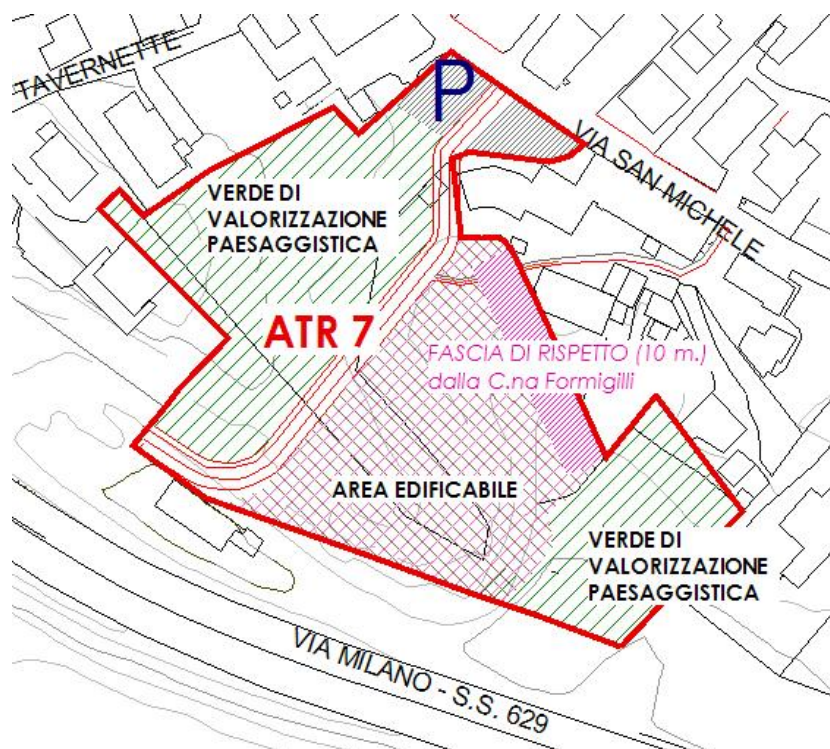 TAVERNETTE
P
VIA SAN MICHELE
VERDE DI
VALORIZZAZIONE
PAESAGGISTICA
ATR 7
FASCIA DI RISPETTO (10 m.)
dalla C.na Formigilli
AREA EDIFICABILE
VERDE DI
VALORIZZAZIONE
PAESAGGISTICA
VIA MILANO - S.S. 629